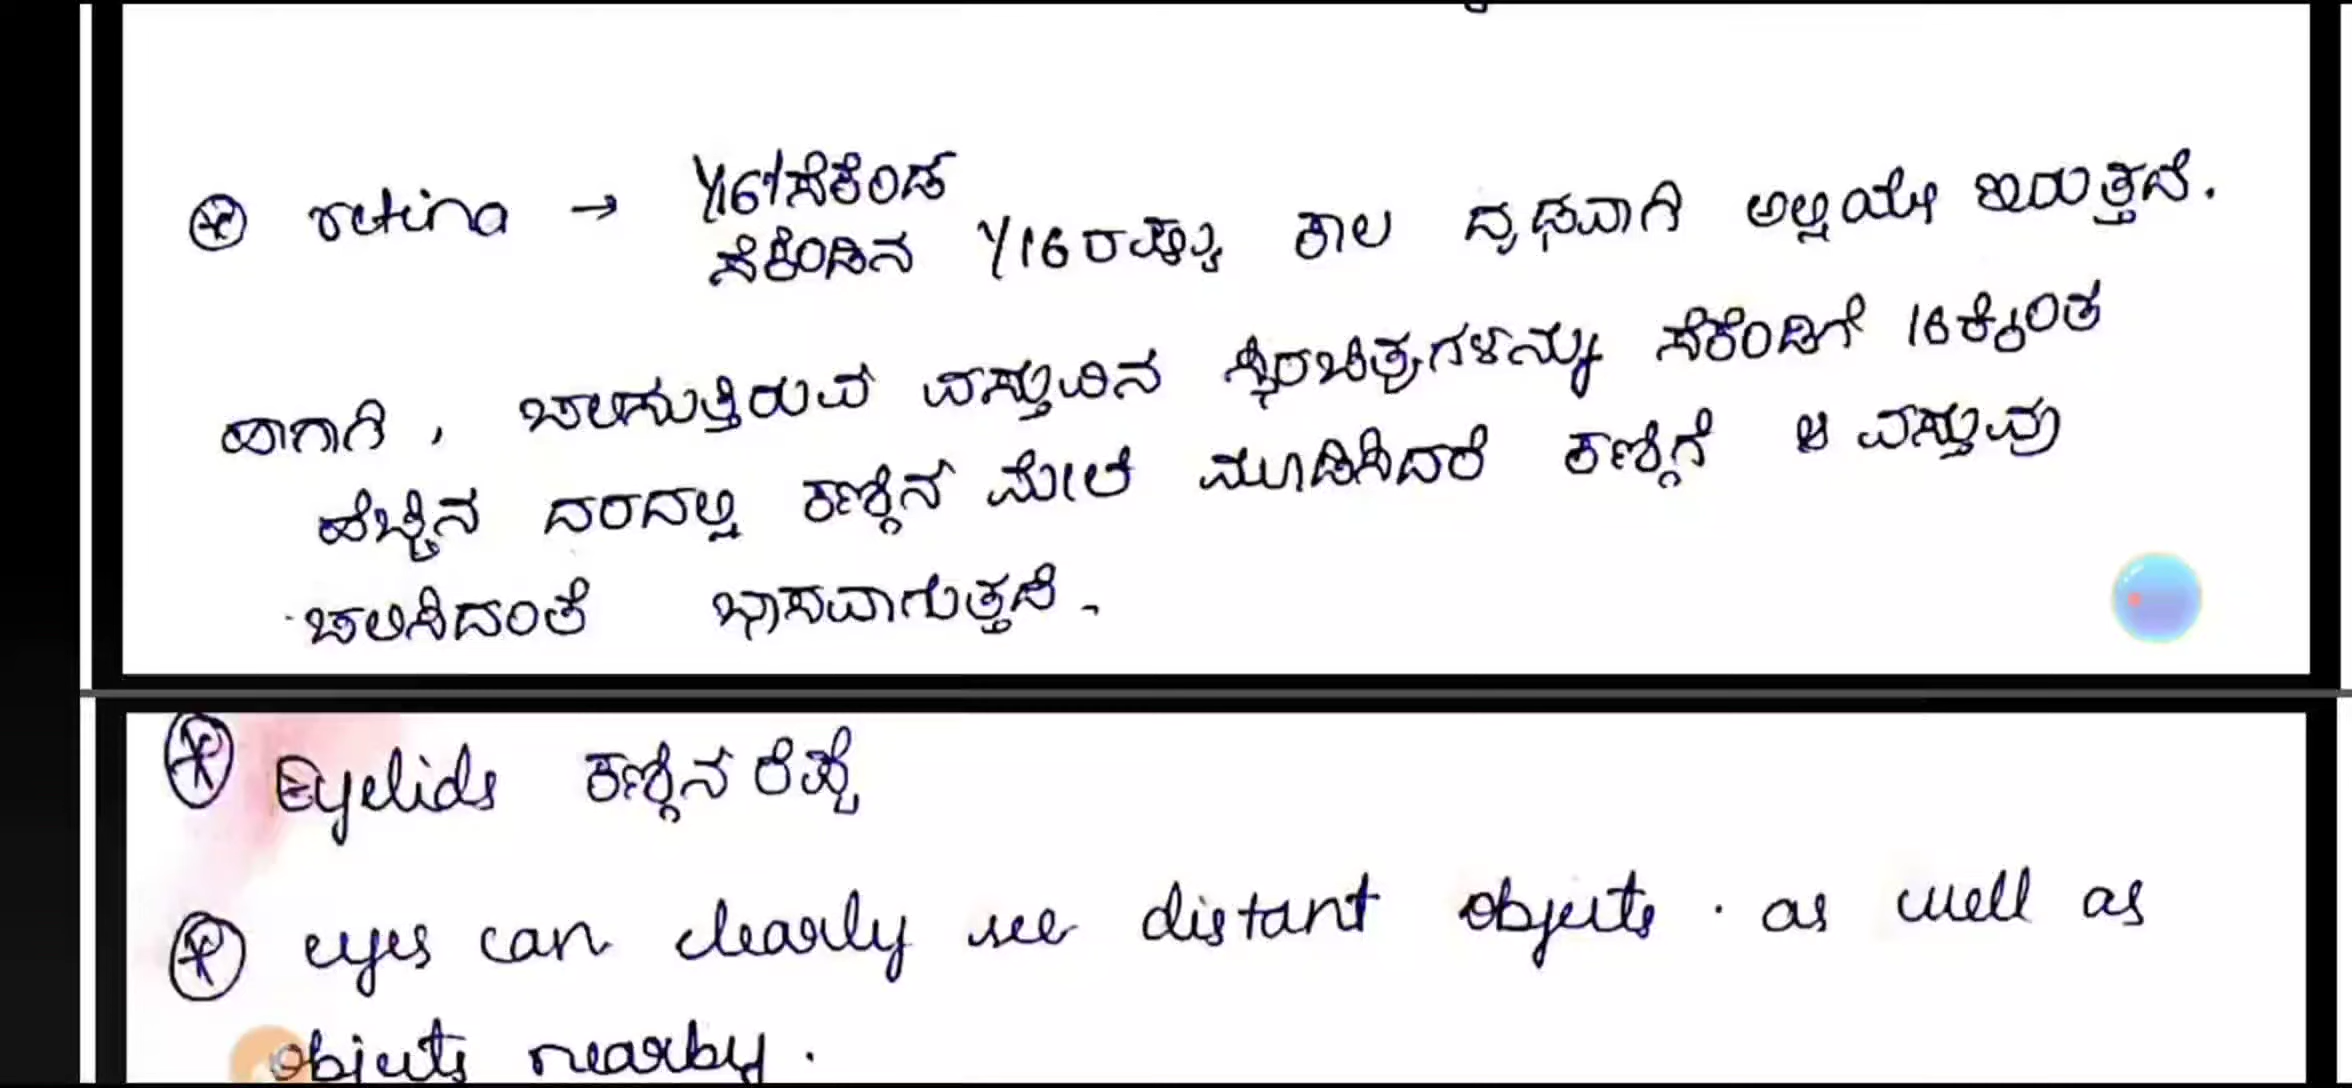 retina → 1/16 ಸೆಕೆಂಡ್
ಸೆಕೆಂಡಿನ 1/16 ರಷ್ಟು ಕಾಲ ದೃಢವಾಗಿ ಅಲ್ಲಿಯೇ ಇರುತ್ತದೆ.
ಹಾಗಾಗಿ, ಚಲಿಸುತ್ತಿರುವ ವಸ್ತುವಿನ ಸ್ಥಿರಚಿತ್ರಗಳನ್ನು ಸೆಕೆಂಡಿಗೆ 16ಕ್ಕಿಂತ
ಹೆಚ್ಚಿನ ದರದಲ್ಲಿ ಕಣ್ಣಿನ ಮೇಲೆ ಮೂಡಿಸಿದರೆ ಕಣ್ಣಿಗೆ ಆ ವಸ್ತುವು
ಚಲಿಸಿದಂತೆ ಭಾಸವಾಗುತ್ತದೆ.
Eyelids ಕಣ್ಣಿನ ರೆಪ್ಪೆ
eyes can clearly see distant objects. as well as
objects nearby.